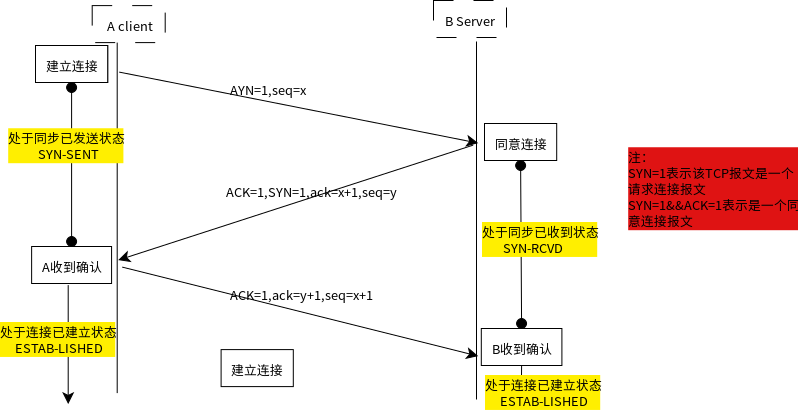 A client
B Server
建立连接
AYN=1,seq=x
处于同步已发送状态
SYN-SENT
同意连接
注：
SYN=1表示该TCP报文是一个
请求连接报文
SYN=1&&ACK=1表示是一个同
意连接报文
ACK=1,SYN=1,ack=x+1,seq=y
处于同步已收到状态
SYN-RCVD
A收到确认
ACK=1,ack=y+1,seq=x+1
处于连接已建立状态
ESTAB-LISHED
B收到确认
建立连接
处于连接已建立状态
ESTAB-LISHED